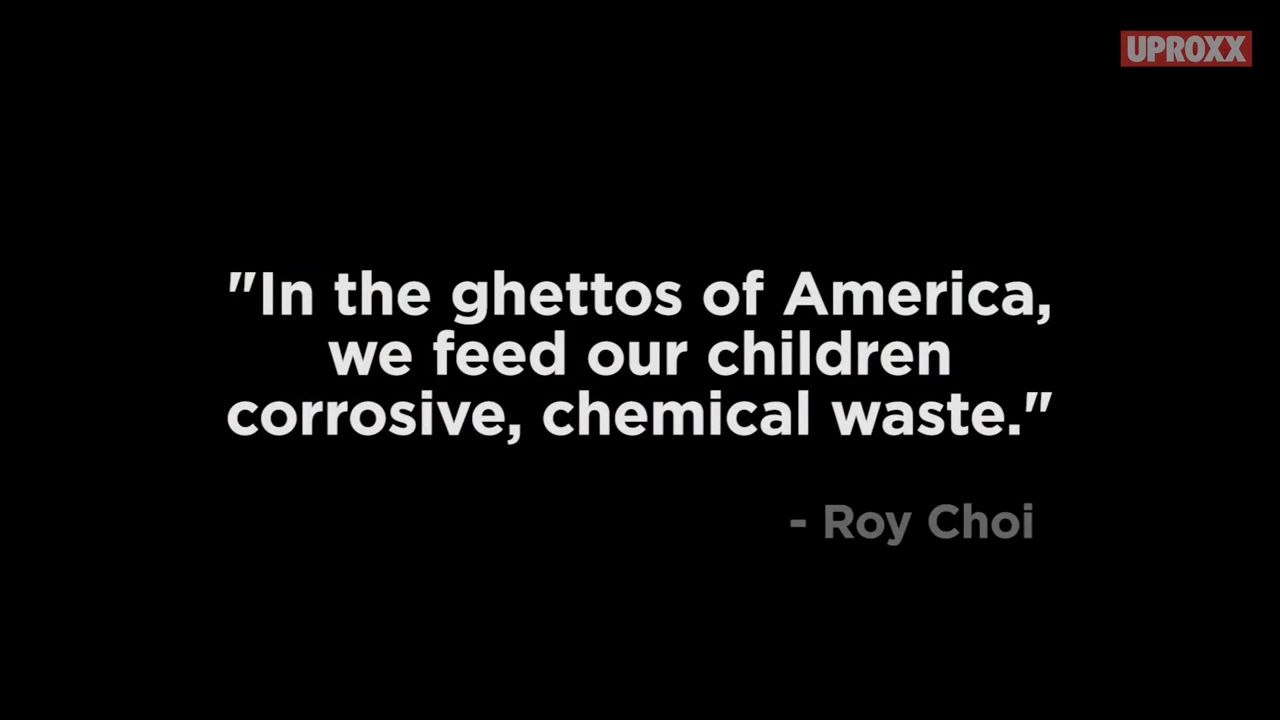 UPROXX
"In the ghettos of America,
we feed our children
corrosive, chemical waste."
- Roy Choi